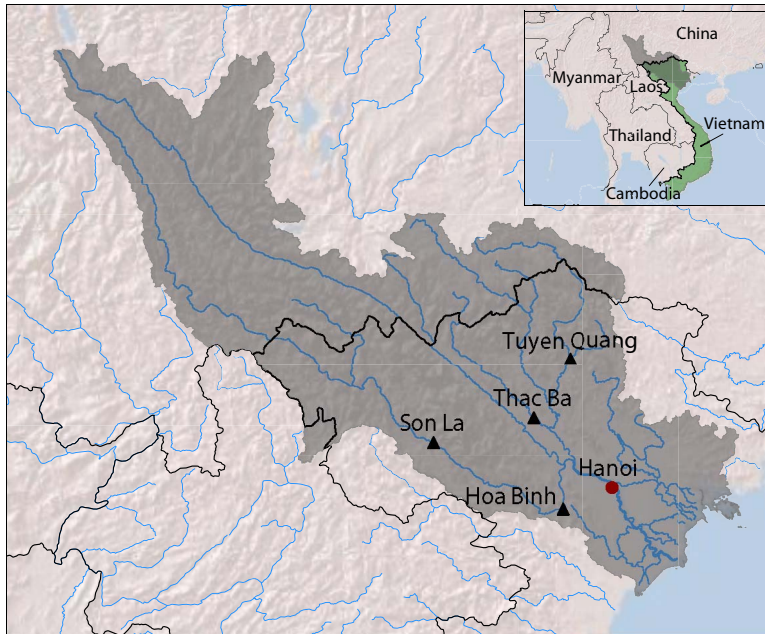 China
Myanmar
Laos
Vietnam
Thailand
Cambodia
Tuyen Quang
Thac Ba
Son La
Hanoi
Hoa Binh